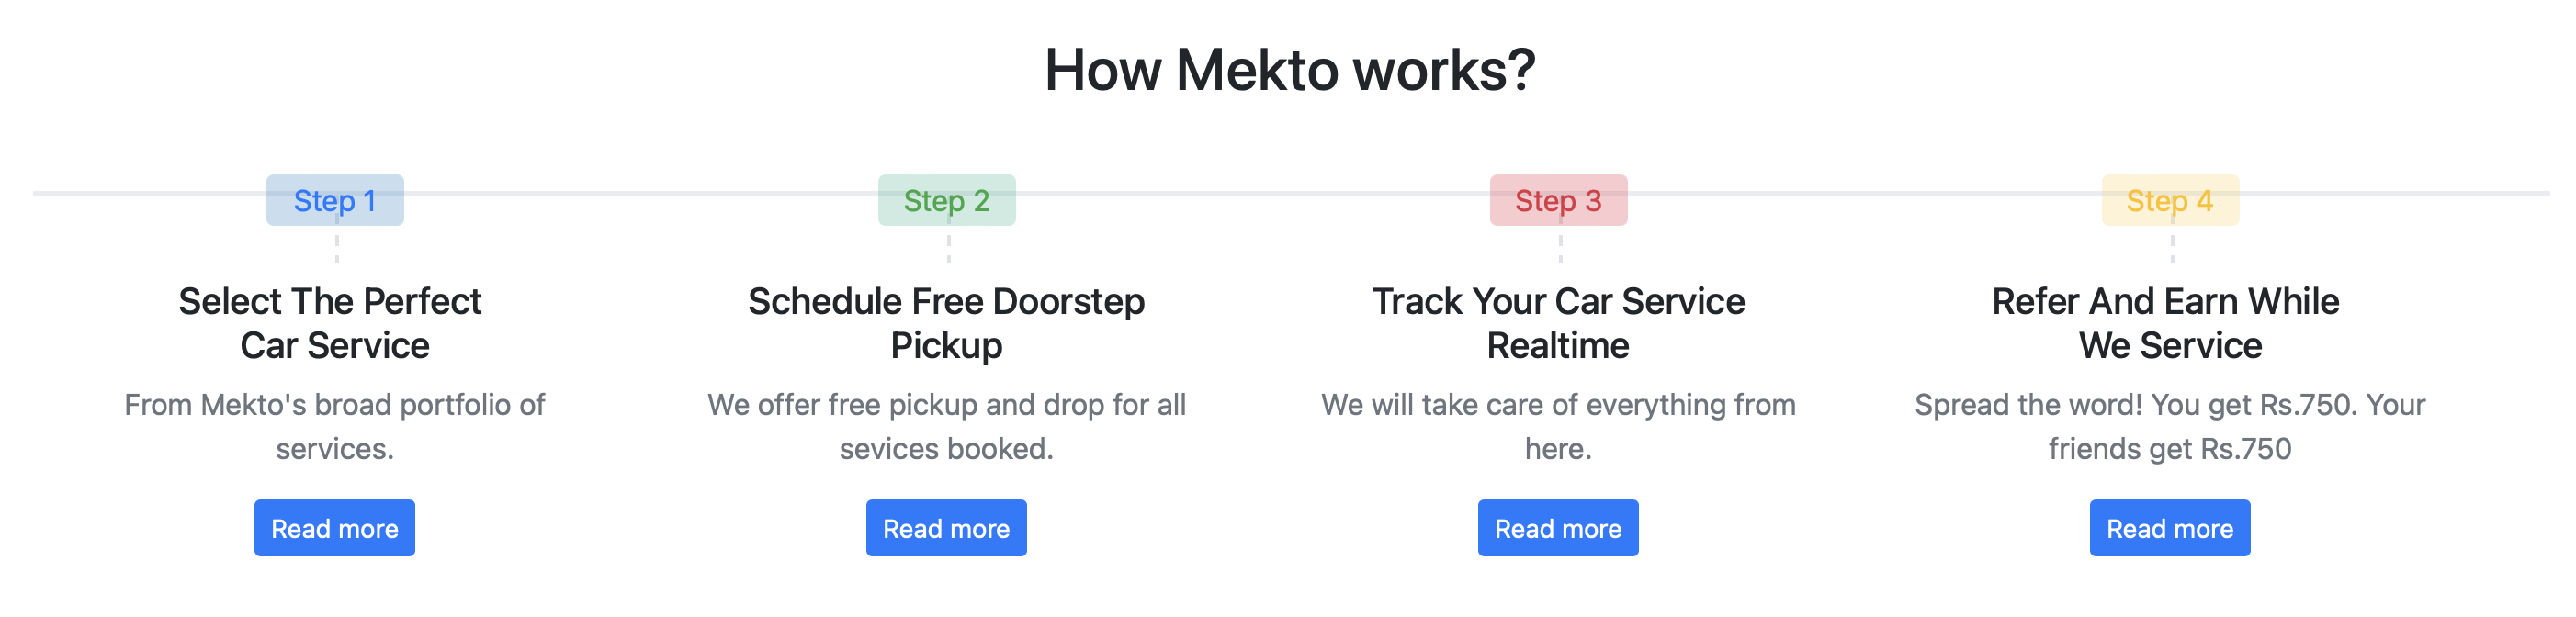 How Mekto works?
Step 1
Select The Perfect
Car Service
From Mekto's broad portfolio of
services.
Read more
Step 2
Schedule Free Doorstep
Pickup
We offer free pickup and drop for all
sevices booked.
Read more
Step 3
Track Your Car Service
Realtime
We will take care of everything from
here.
Read more
Step 4
Refer And Earn While
We Service
Spread the word! You get Rs.750. Your
friends get Rs.750
Read more